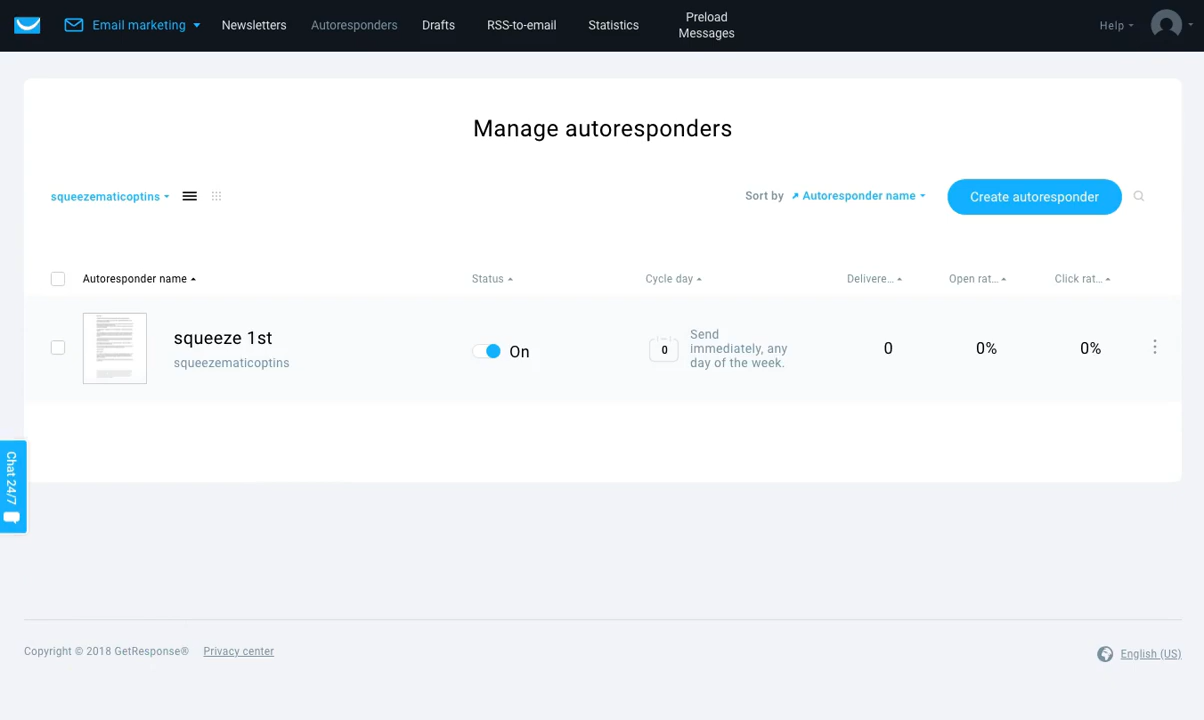 Email marketing Newsletters Autoresponders Drafts RSS-to-email Statistics Preload Messages Help
Manage autoresponders
squeezematicoptins Sort by Autoresponder name Create autoresponder
Autoresponder name Status Cycle day Delivere... Open rat... Click rat...
squeeze 1st
squeezematicoptins
On
0
Send
immediately, any
day of the week.
0 0% 0%
Chat 24/7
Copyright © 2018 GetResponse® Privacy center English (US)